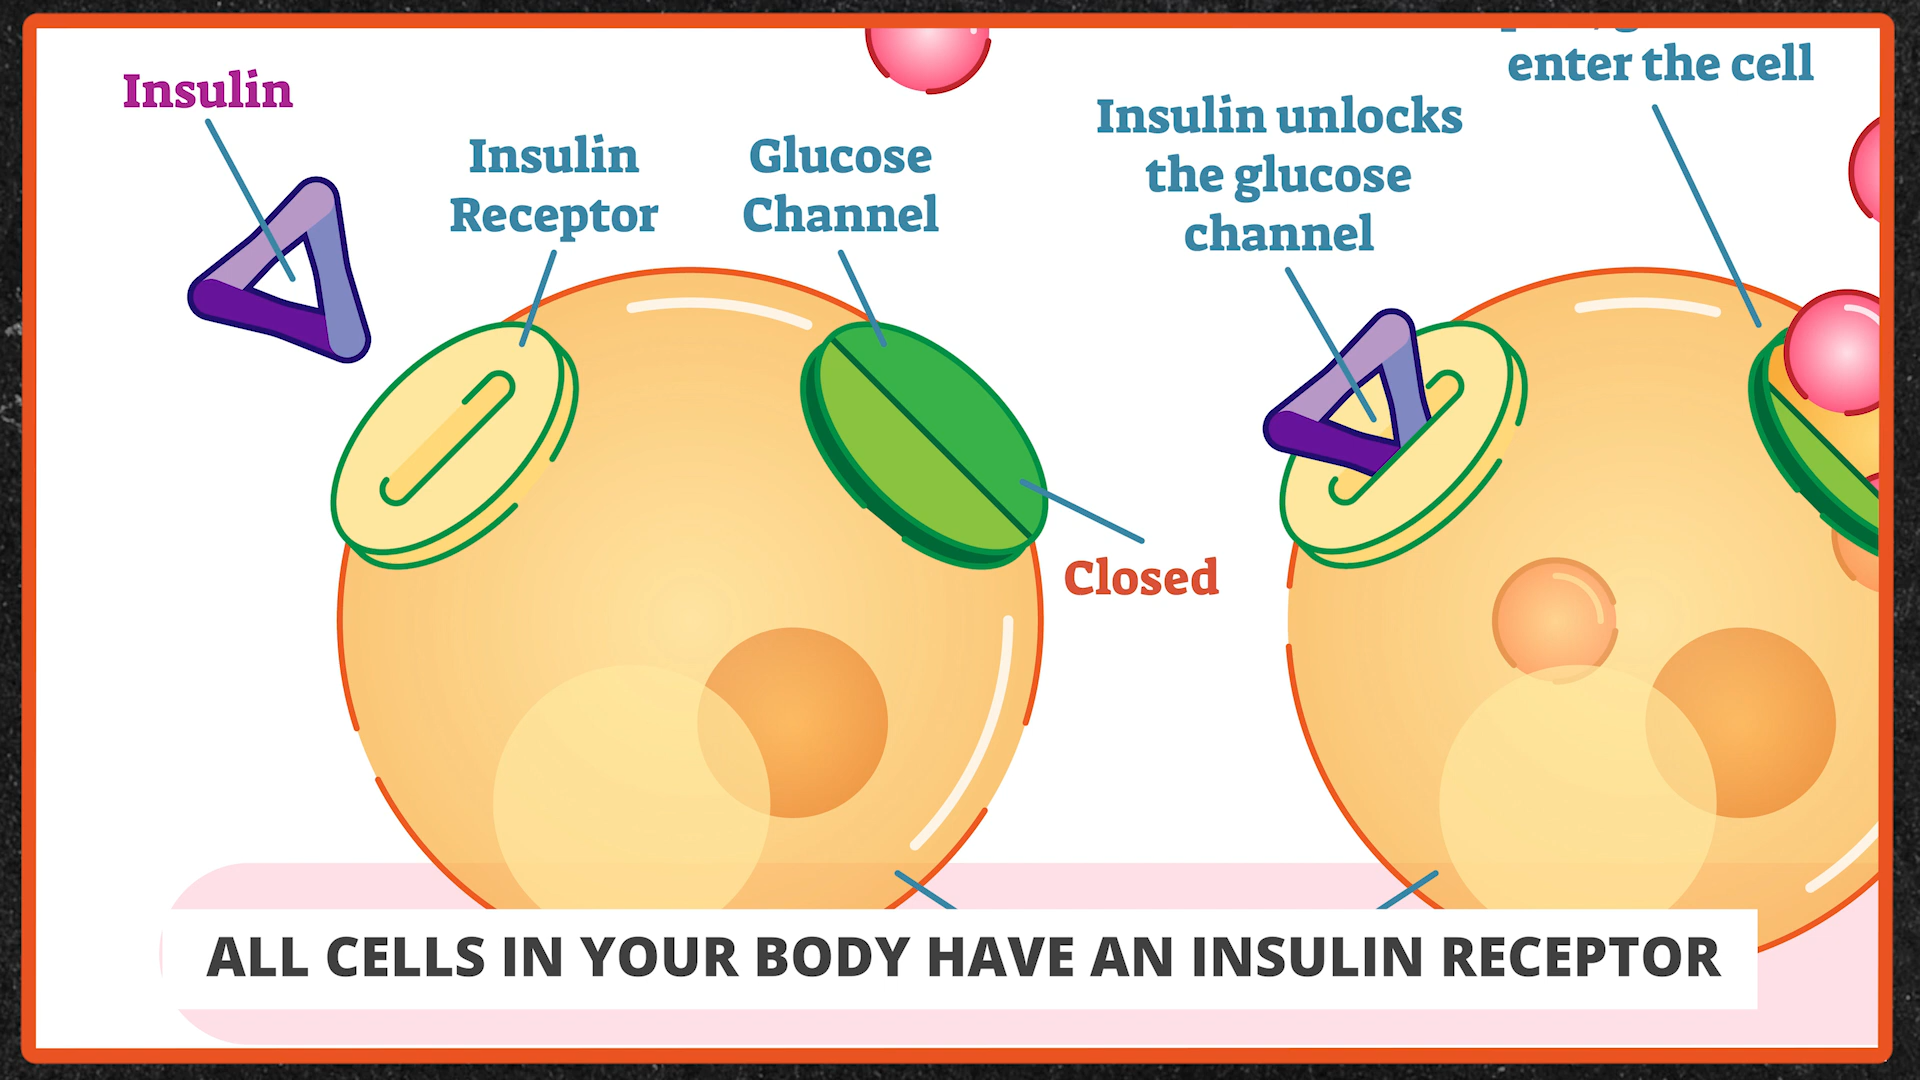 Insulin
Insulin
Receptor
Glucose
Channel
Insulin unlocks
the glucose
channel
enter the cell
Closed
ALL CELLS IN YOUR BODY HAVE AN INSULIN RECEPTOR